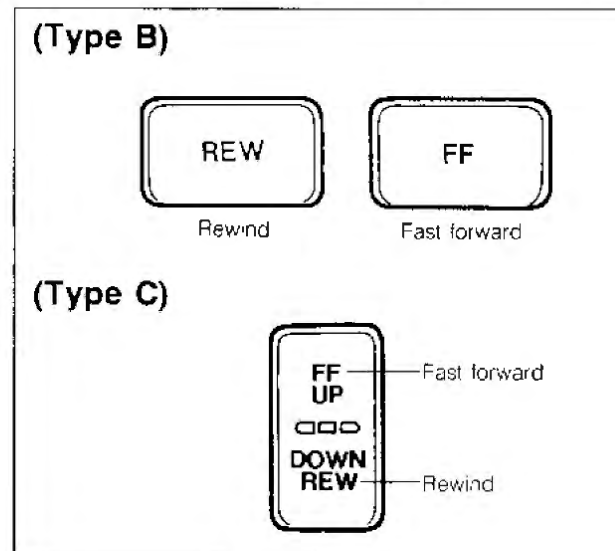 (Type B)
REW
FF
Rewind
Fast forward
(Type C)
FF
UP
Fast forward
DOWN
REW
Rewind